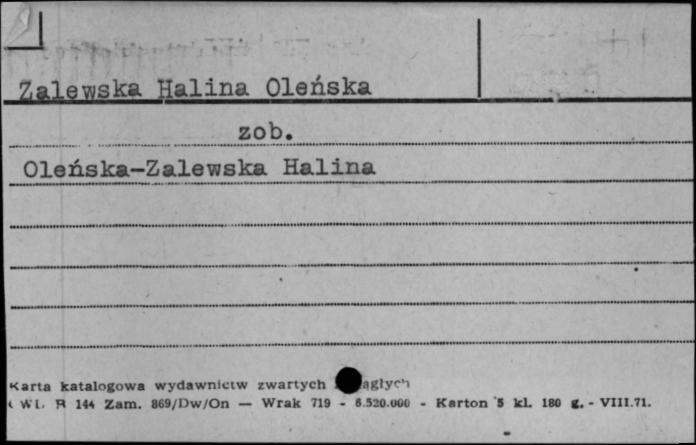 Zalewska Halina Oleńska
zob.
Oleńska-Zalewska Halina
Karta katalogowa wydawnictw zwartych
WL. R 144 Zam. 869/Dw/On — Wrak 719 - 6.520.000 - Karton 5 kl. 180 g. - VIII.71.